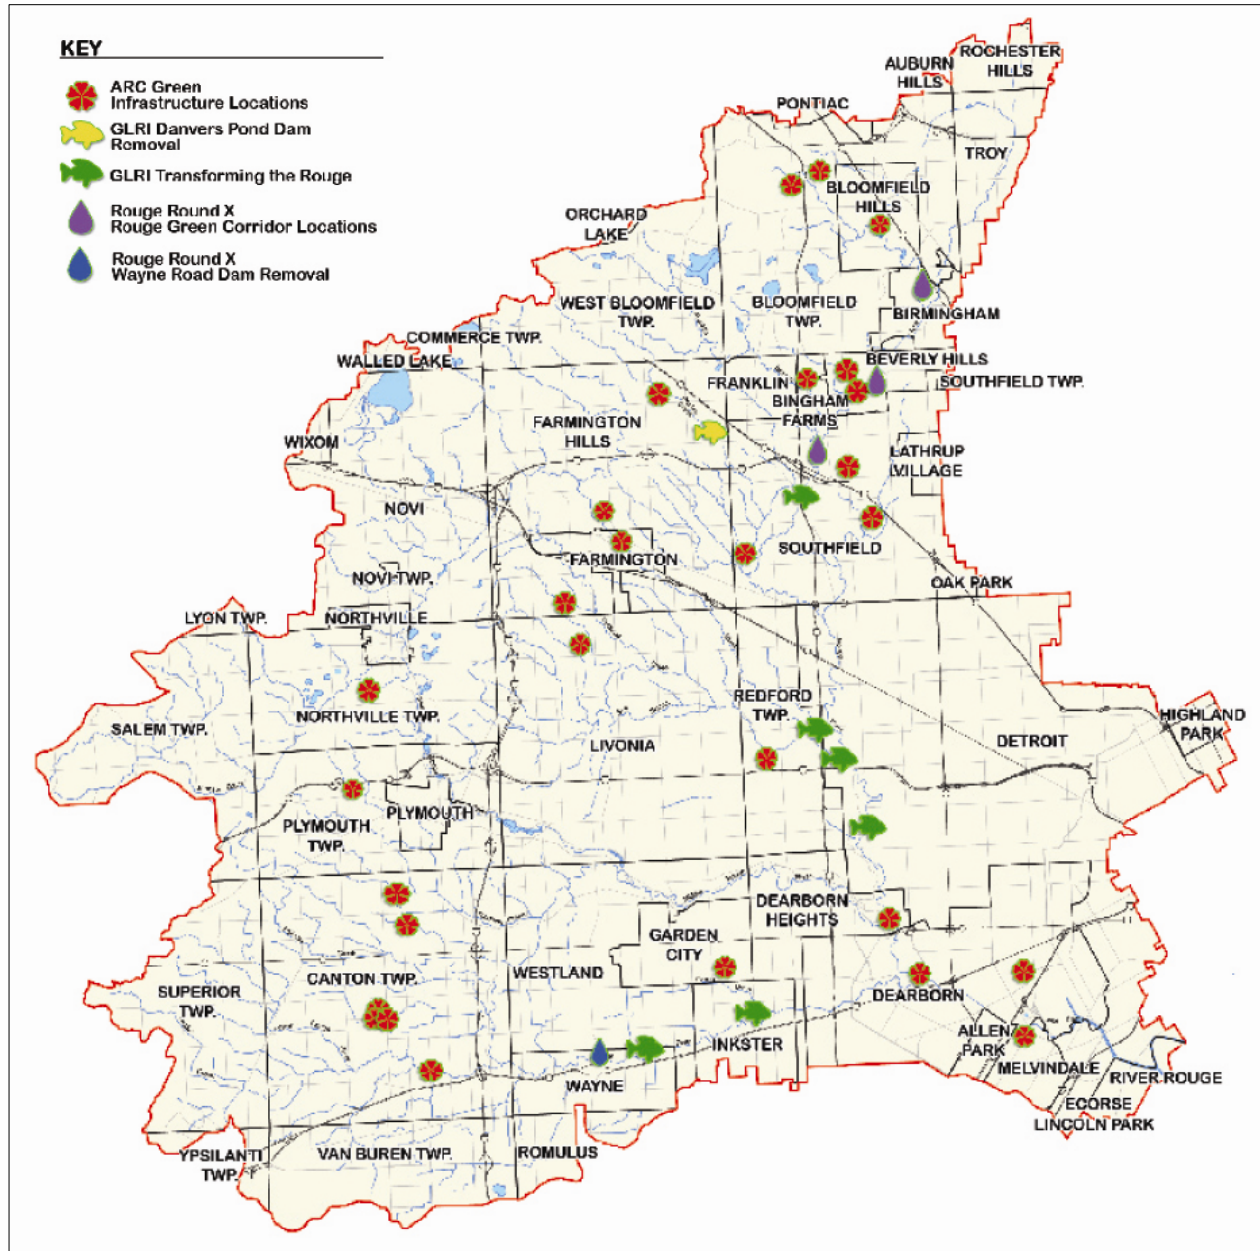 KEY
ARC Green
Infrastructure Locations
GLRI Danvers Pond Dam
Removal
GLRI Transforming the Rouge
Rouge Round X
Rouge Green Corridor Locations
Rouge Round X
Wayne Road Dam Removal
ROCHESTER
HILLS
AUBURN
HILLS
PONTIAC
TROY
BLOOMFIELD
HILLS
ORCHARD
LAKE
WEST BLOOMFIELD
TWP.
BLOOMFIELD
TWP.
BIRMINGHAM
COMMERCE TWP.
WALLED LAKE
BEVERLY HILLS
FRANKLIN
SOUTHFIELD TWP.
BINGHAM
FARMS
FARMINGTON
HILLS
WIXOM
LATHRUP
VILLAGE
NOVI
SOUTHFIELD
FARMINGTON
NOVI TWP.
OAK PARK
LYON TWP.
NORTHVILLE
REDFORD
TWP.
NORTHVILLE TWP.
SALEM TWP.
HIGHLAND
PARK
LIVONIA
DETROIT
PLYMOUTH
PLYMOUTH
TWP.
DEARBORN
HEIGHTS
GARDEN
CITY
WESTLAND
CANTON TWP.
SUPERIOR
TWP.
DEARBORN
ALLEN
PARK
INKSTER
MELVINDALE
RIVER ROUGE
WAYNE
ECORSE
LINCOLN PARK
YPSILANTI
TWP.
VAN BUREN TWP.
ROMULUS